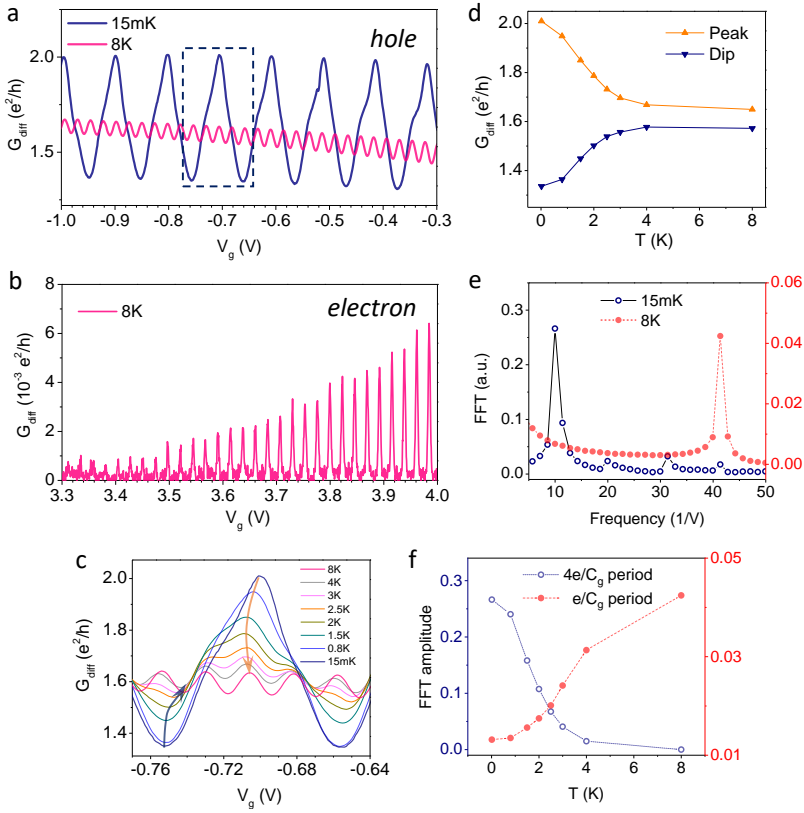 a
15mK
8K
hole
G_diff (e²/h)
2.0
1.5
1.0
-1.0 -0.9 -0.8 -0.7 -0.6 -0.5 -0.4 -0.3
V_g (V)
b
8K
electron
G_diff (10⁻³ e²/h)
8
6
4
2
0
3.3 3.4 3.5 3.6 3.7 3.8 3.9 4.0
V_g (V)
c
8K
4K
3K
2.5K
2K
1.5K
0.8K
15mK
G_diff (e²/h)
2.0
1.8
1.6
1.4
-0.76 -0.72 -0.68 -0.64
V_g (V)
d
Peak
Dip
G_diff (e²/h)
2.0
1.8
1.6
1.4
0 2 4 6 8
T (K)
e
15mK
8K
FFT (a.u.)
0.3
0.2
0.1
0.0
0.06
0.04
0.02
0.00
10 20 30 40 50
Frequency (1/V)
f
4e/C_g period
e/C_g period
FFT amplitude
0.3
0.2
0.1
0.0
0.05
0.03
0.01
0 2 4 6 8
T (K)